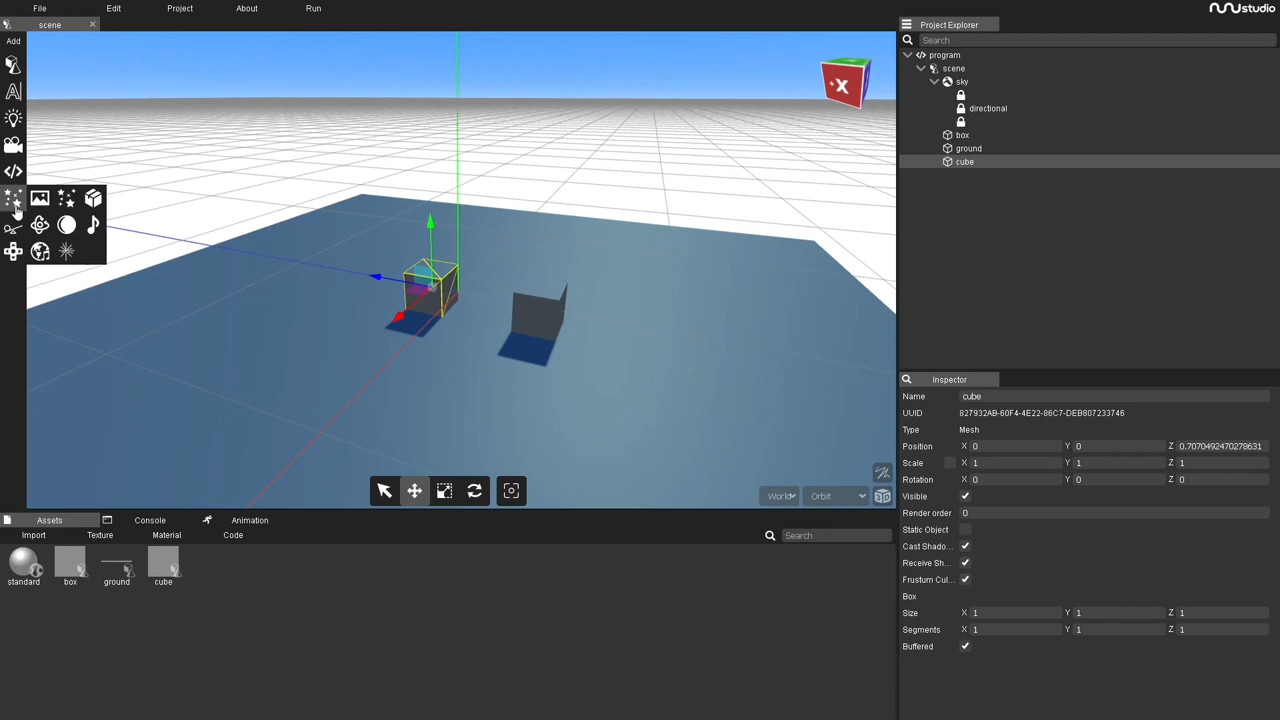 File Edit Project About Run nunustudio
scene
Project Explorer
Add
Search
program
scene
sky
directional
box
ground
cube
X
Inspector
Name cube
UUID 827932AB-60F4-4E22-86C7-DEB807233746
Type Mesh
Position X 0 Y 0 Z 0.7070492470278631
Scale X 1 Y 1 Z 1
Rotation X 0 Y 0 Z 0
Visible
Render order 0
Static Object
Cast Shado...
Receive Sh...
Frustum Cul...
Box
Size X 1 Y 1 Z 1
Segments X 1 Y 1 Z 1
Buffered
World Orbit
Assets Console Animation
Import Texture Material Code Search
standard box ground cube